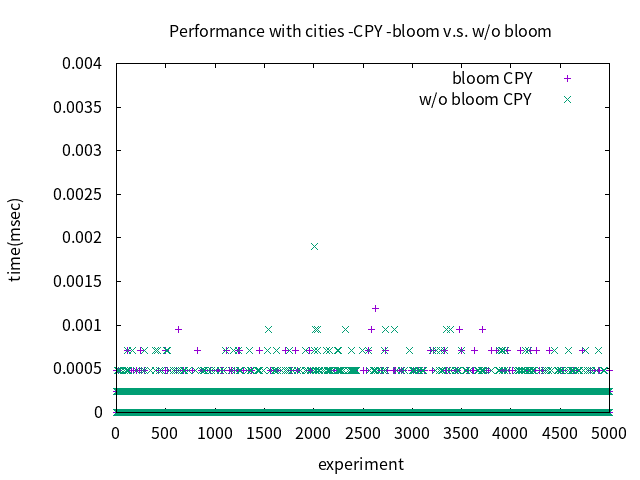 Performance with cities -CPY -bloom v.s. w/o bloom
bloom CPY
w/o bloom CPY
0.004
0.0035
0.003
0.0025
0.002
0.0015
0.001
0.0005
0
time(msec)
0 500 1000 1500 2000 2500 3000 3500 4000 4500 5000
experiment